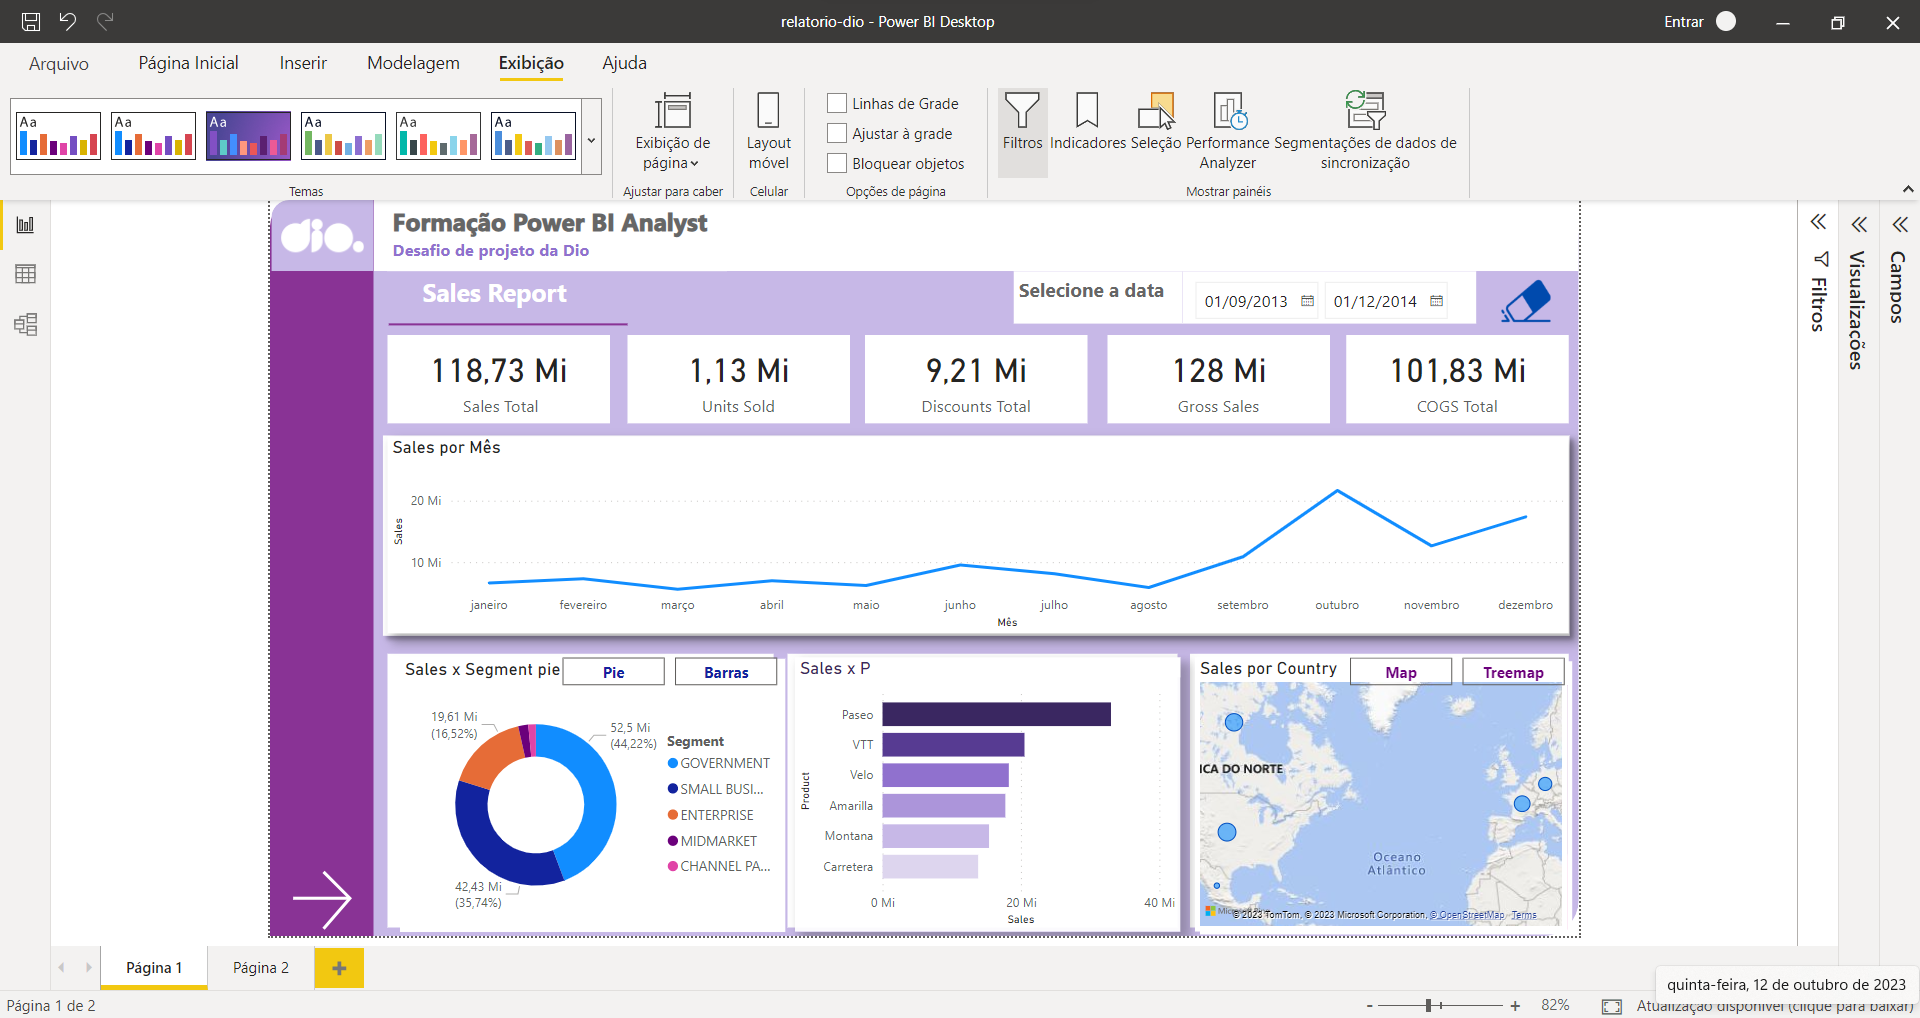 relatorio-dio - Power BI Desktop
Entrar
Arquivo
Página Inicial
Inserir
Modelagem
Exibição
Ajuda
Aa
Aa
Aa
Aa
Aa
Aa
Temas
Exibição de
página
Ajustar para caber
Layout
móvel
Celular
Linhas de Grade
Ajustar à grade
Bloquear objetos
Opções de página
Filtros
Indicadores
Seleção
Performance
Analyzer
Segmentações de dados de
sincronização
Mostrar painéis
dio.
Formação Power BI Analyst
Desafio de projeto da Dio
Sales Report
Selecione a data
01/09/2013
01/12/2014
118,73 Mi
Sales Total
1,13 Mi
Units Sold
9,21 Mi
Discounts Total
128 Mi
Gross Sales
101,83 Mi
COGS Total
Sales por Mês
20 Mi
10 Mi
Sales
janeiro
fevereiro
março
abril
maio
junho
julho
agosto
setembro
outubro
novembro
dezembro
Mês
Sales x Segment pie
Pie
Barras
19,61 Mi
(16,52%)
52,5 Mi
(44,22%)
42,43 Mi
(35,74%)
Segment
GOVERNMENT
SMALL BUSI...
ENTERPRISE
MIDMARKET
CHANNEL PA...
Sales x P
Product
Paseo
VTT
Velo
Amarilla
Montana
Carretera
0 Mi
20 Mi
40 Mi
Sales
Sales por Country
Map
Treemap
ICA DO NORTE
Oceano
Atlântico
© 2023 TomTom, © 2023 Microsoft Corporation, © OpenStreetMap Terms
Filtros
Visualizações
Campos
Página 1
Página 2
Página 1 de 2
82%
quinta-feira, 12 de outubro de 2023
Atualização disponível (clique para baixar)